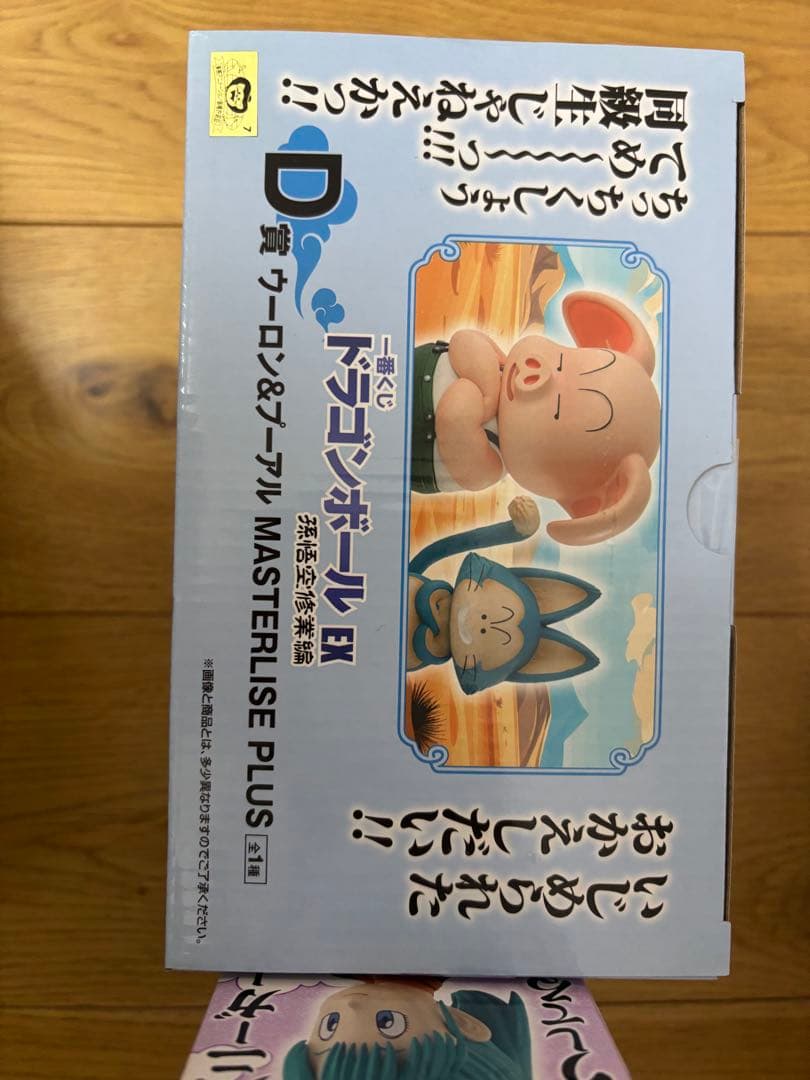 いじめられた
おかえしだい!!
ちっちくしょう
てめ~~~っ!!!
同級生じゃねえかっ!!
一番くじ
ドラゴンボールEX
孫悟空修業編
D賞 ウーロン&プーアル MASTERLISE PLUS 全1種
※画像と商品とは、多少異なりますのでご了承ください。